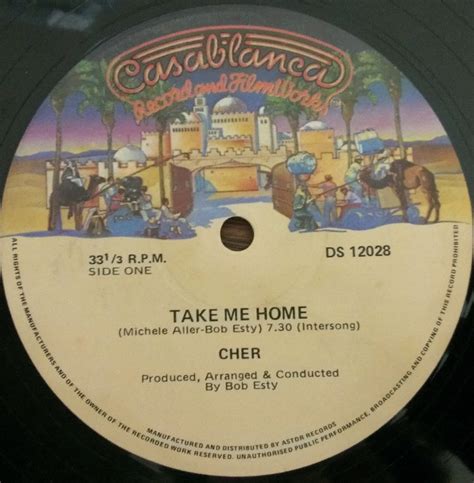 Casablanca
Record and FilmWorks
33 1/3 R.P.M.
SIDE ONE
DS 12028
TAKE ME HOME
(Michele Aller-Bob Esty) 7.30 (Intersong)
CHER
Produced, Arranged & Conducted
By Bob Esty
ALL RIGHTS OF THE MANUFACTURERS AND OF THE OWNER OF THE RECORDED WORK RESERVED. UNAUTHORISED PUBLIC PERFORMANCE, BROADCASTING AND COPYING OF THIS RECORD PROHIBITED
MANUFACTURED AND DISTRIBUTED BY ASTOR RECORDS